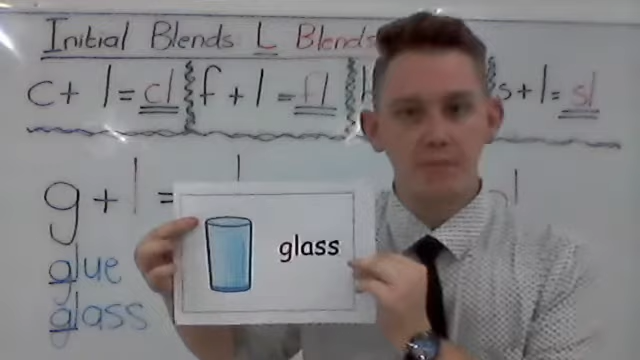 Initial Blends L Blends
c + l = cl f + l = fl s + l = sl
g + l =
glue
glass
glass